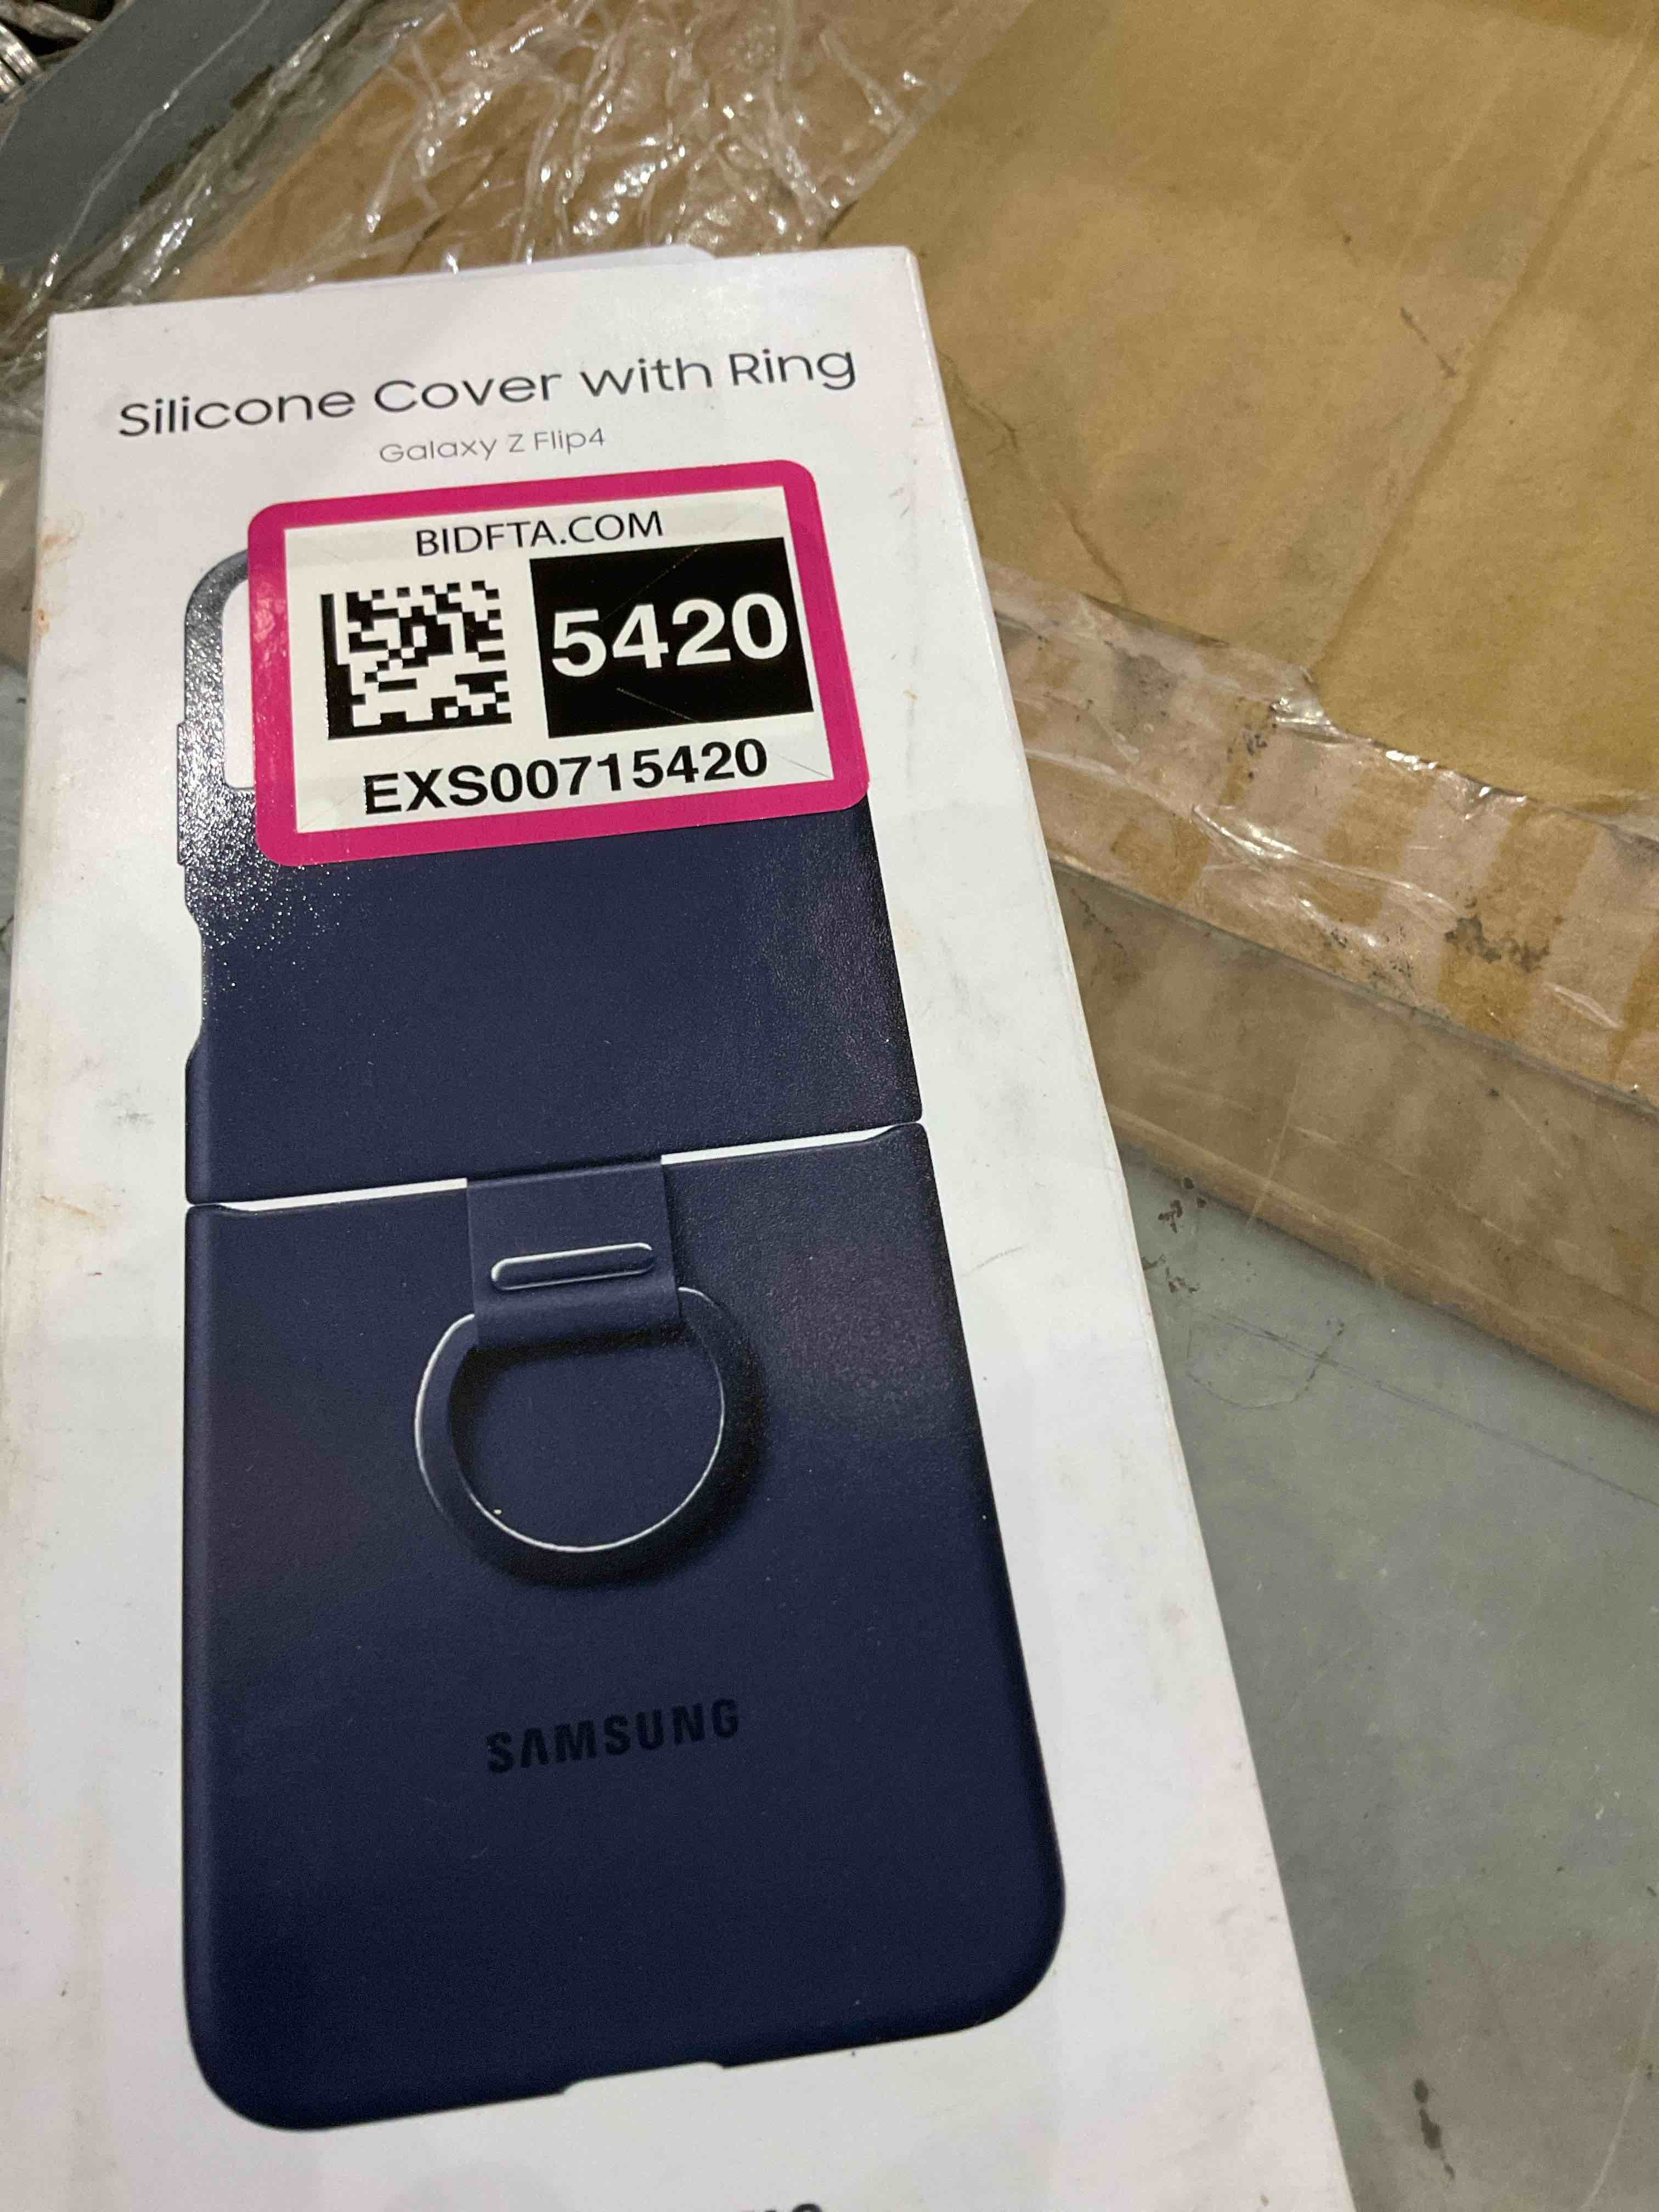 Silicone Cover with Ring
Galaxy Z Flip4
BIDFTA.COM
5420
EXS00715420
SAMSUNG